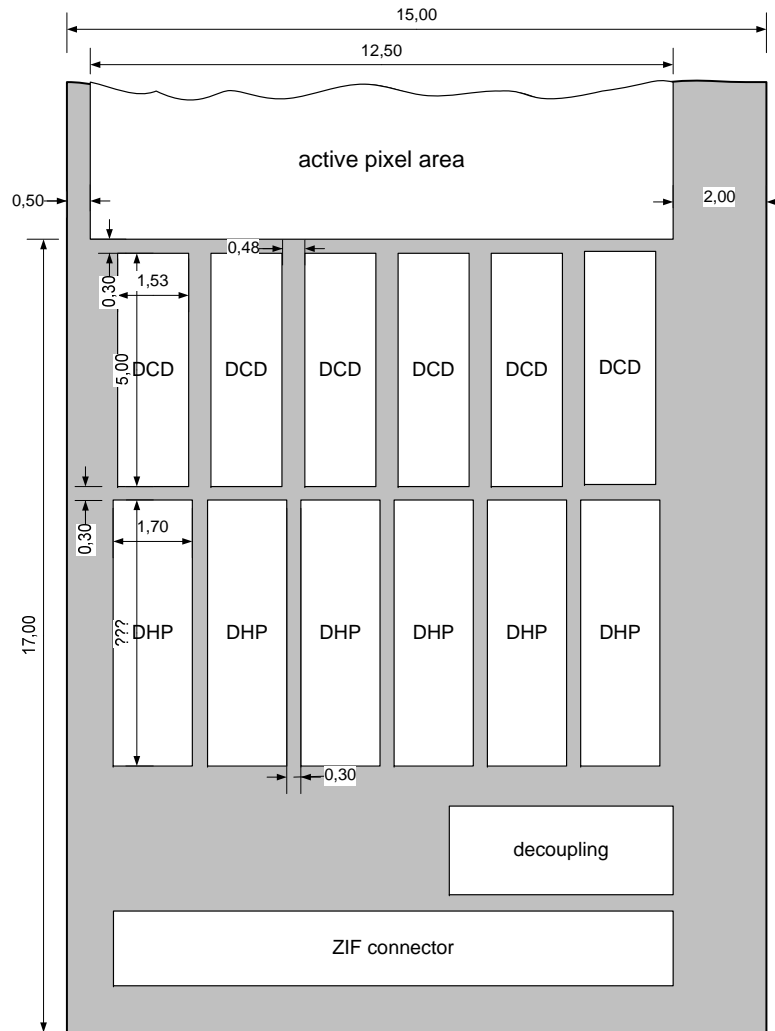 15,00
12,50
active pixel area
0,50
2,00
0,48
0,30
1,53
5,00
DCD
DCD
DCD
DCD
DCD
DCD
0,30
1,70
17,00
???
DHP
DHP
DHP
DHP
DHP
DHP
0,30
decoupling
ZIF connector